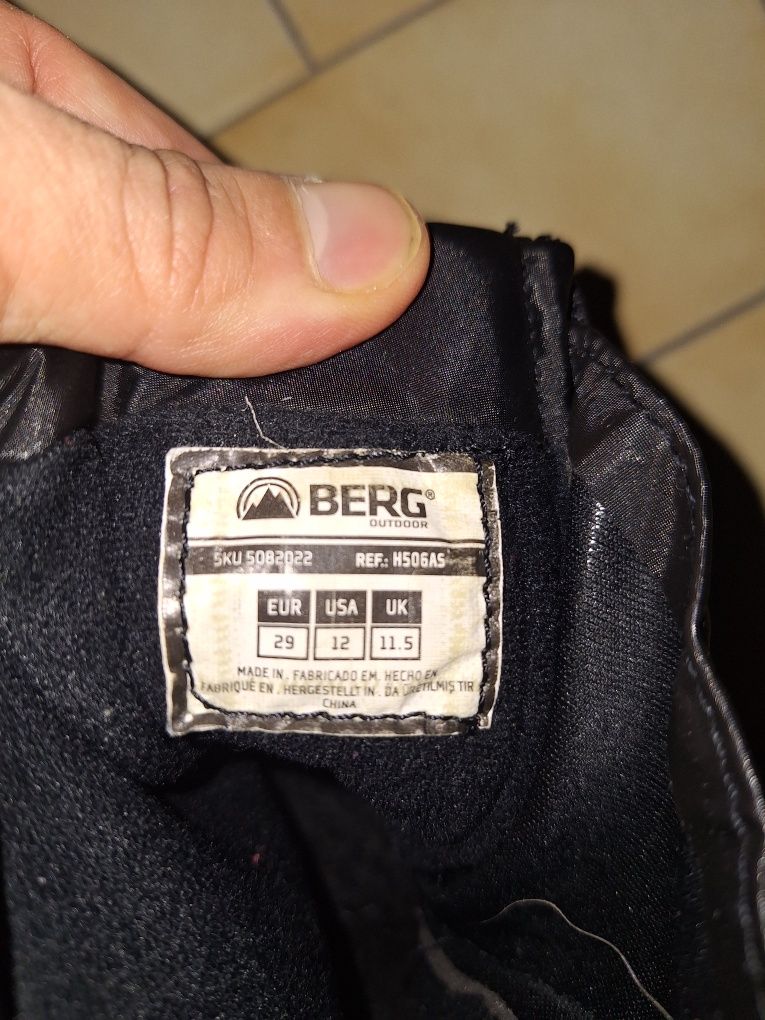 BERG®
OUTDOOR
SKU 5082022 REF.: H506AS
EUR USA UK
29 12 11.5
MADE IN . FABRICADO EM. HECHO EN
FABRIQUÉ EN . HERGESTELLT IN . DA ÜRETILMIŞ TIR
CHINA